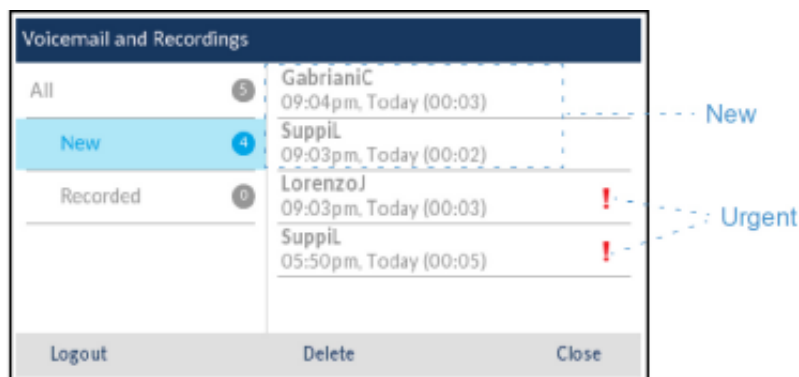 Voicemail and Recordings
All 5
New 4
Recorded 0
GabrianiC
09:04pm, Today (00:03)
SuppiL
09:03pm, Today (00:02)
LorenzoJ
09:03pm, Today (00:03) !
SuppiL
05:50pm, Today (00:05) !
New
Urgent
Logout Delete Close